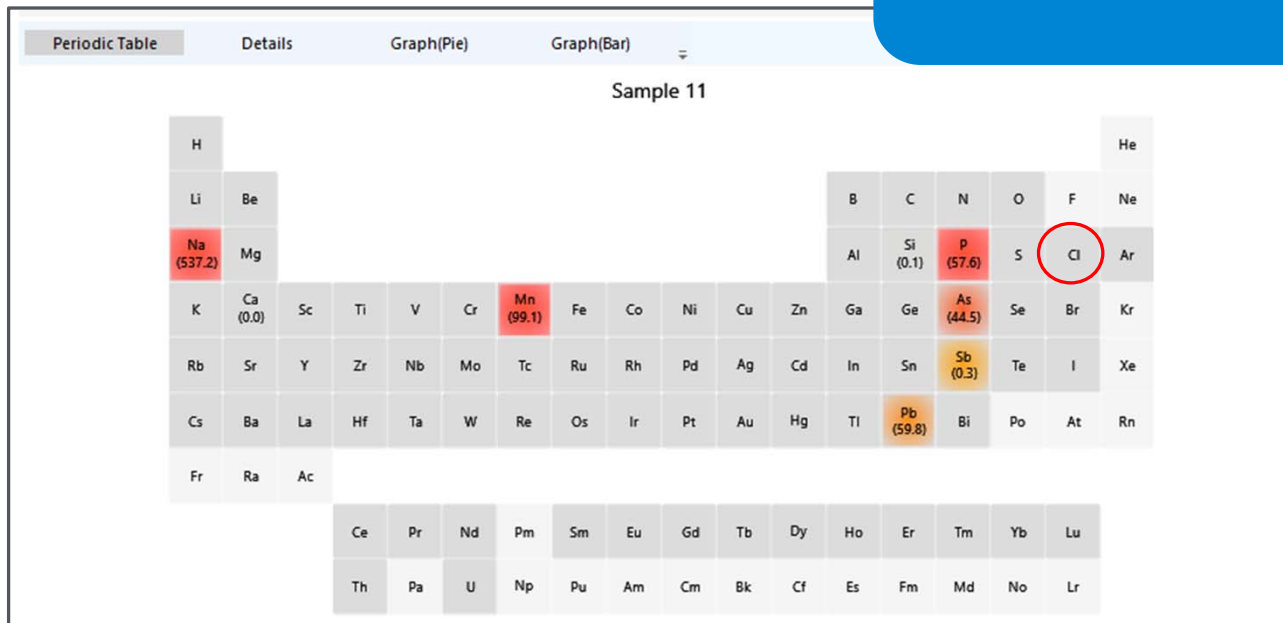 Periodic Table Details Graph(Pie) Graph(Bar)
Sample 11
H He
Li Be B C N O F Ne
Na (537.2) Mg Al Si (0.1) P (57.6) S Cl Ar
K Ca (0.0) Sc Ti V Cr Mn (99.1) Fe Co Ni Cu Zn Ga Ge As (44.5) Se Br Kr
Rb Sr Y Zr Nb Mo Tc Ru Rh Pd Ag Cd In Sn Sb (0.3) Te I Xe
Cs Ba La Hf Ta W Re Os Ir Pt Au Hg Tl Pb (59.8) Bi Po At Rn
Fr Ra Ac
Ce Pr Nd Pm Sm Eu Gd Tb Dy Ho Er Tm Yb Lu
Th Pa U Np Pu Am Cm Bk Cf Es Fm Md No Lr